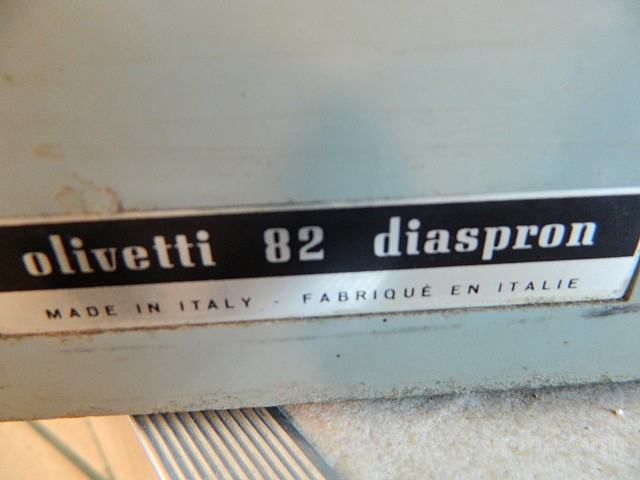 olivetti 82 diaspron
MADE IN ITALY - FABRIQUÉ EN ITALIE